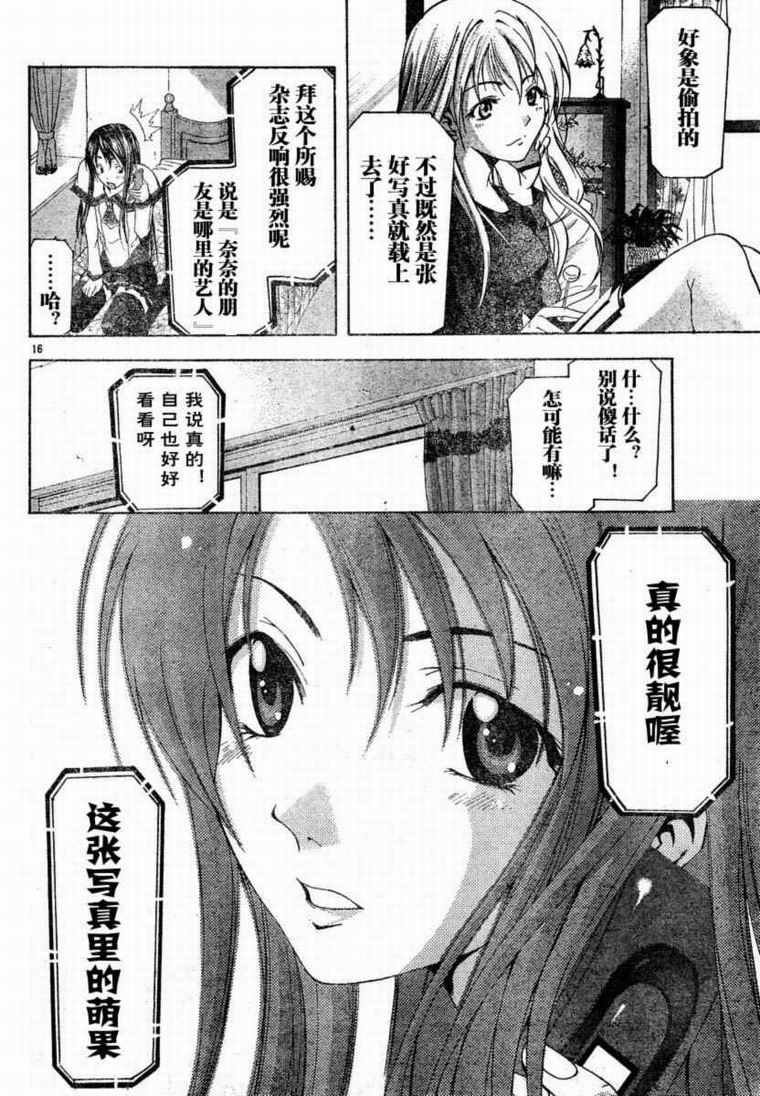 好象是
偷拍的
不过既然是张
好写真就载上
去了……
拜这个所赐
杂志反响很强烈呢
说是『奈奈的朋
友是哪里的艺人』
……哈?
16
什…什么?
别说傻话了!
怎可能有嘛…
我说真的!
自己也好好
看看呀
真的很靓喔
这张写真里的萌果